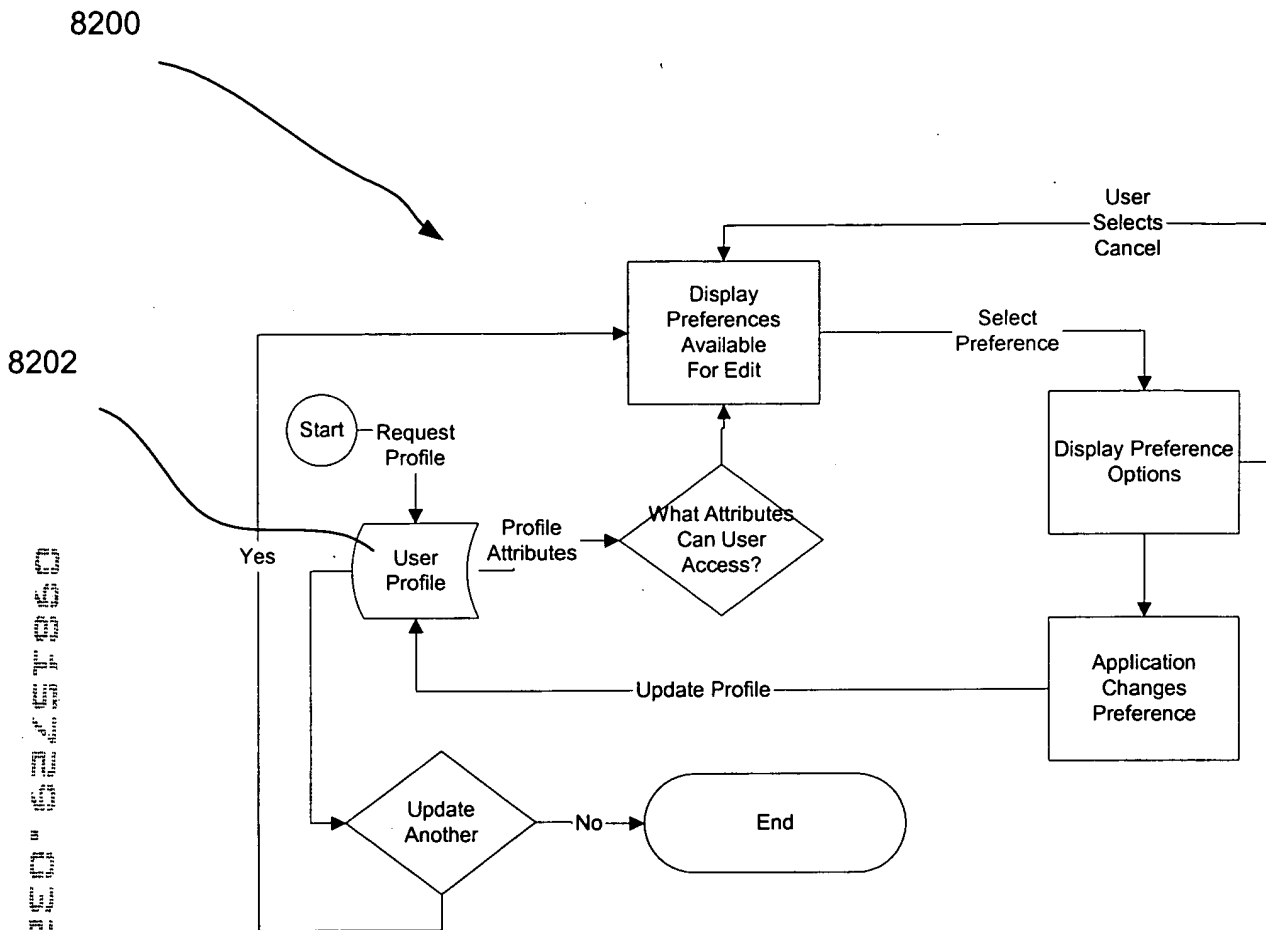 8200
User
Selects
Cancel
Display
Preferences
Available
For Edit
Select
Preference
8202
Start
Request
Profile
Display Preference
Options
What Attributes
Can User
Access?
Profile
Attributes
User
Profile
Yes
Application
Changes
Preference
Update Profile
Update
Another
No
End